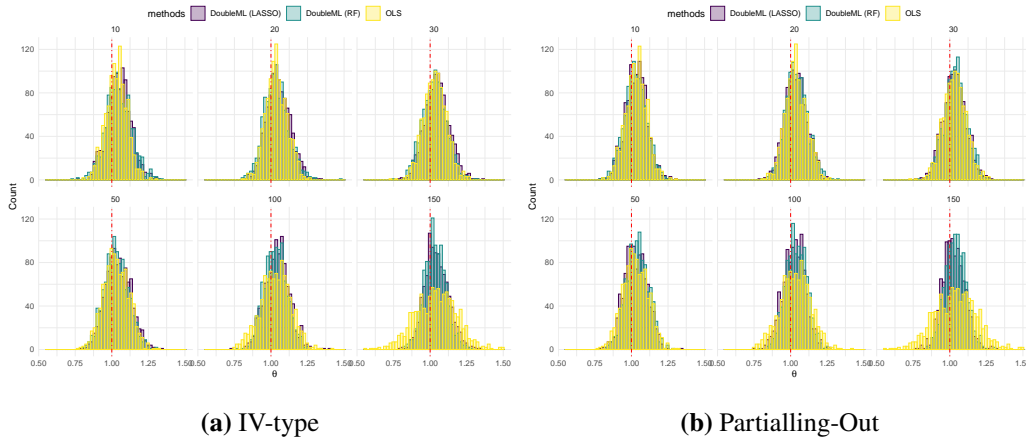 methods DoubleML (LASSO) DoubleML (RF) OLS
10 20 30
120
80
40
0
50 100 150
120
80
40
0
Count
0.50 0.75 1.00 1.25 1.50 0.75 1.00 1.25 1.50 0.75 1.00 1.25 1.50
θ
(a) IV-type
methods DoubleML (LASSO) DoubleML (RF) OLS
10 20 30
120
80
40
0
50 100 150
120
80
40
0
Count
0.50 0.75 1.00 1.25 0.75 1.00 1.25 0.75 1.00 1.25 1.50
θ
(b) Partialling-Out